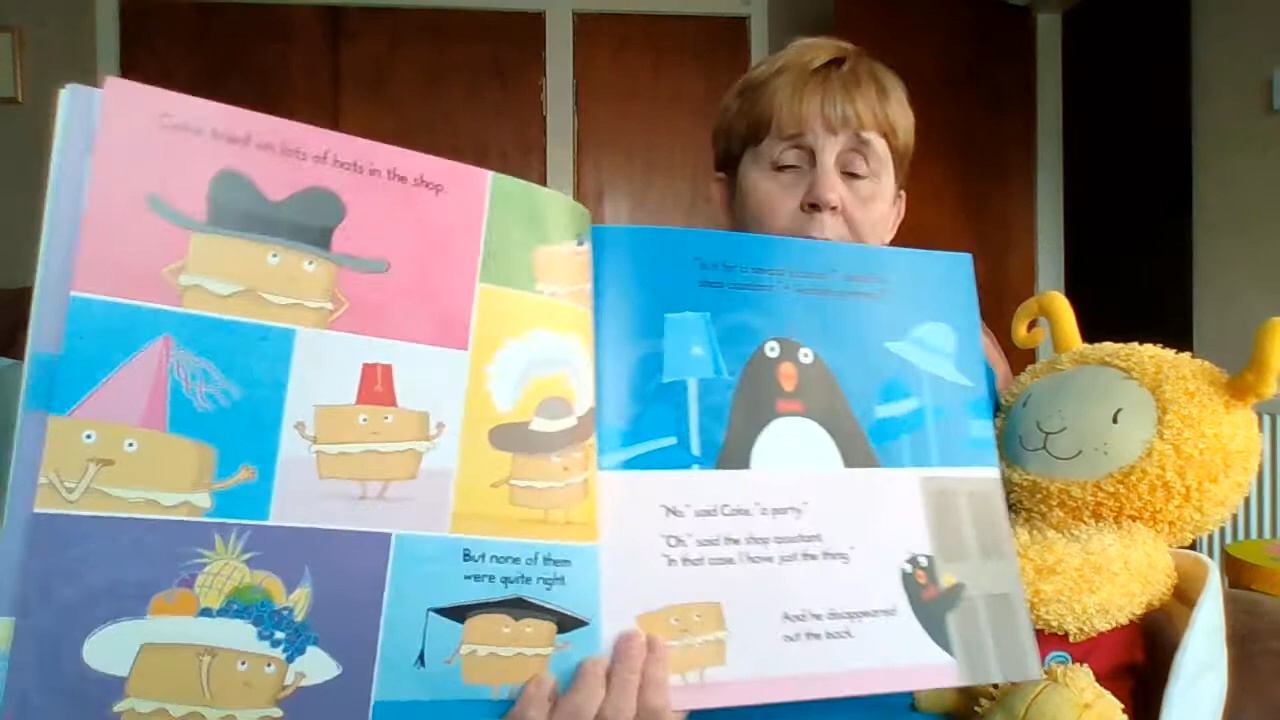 Cake tried on lots of hats in the shop.
But none of them
were quite right.
"No," said Cake, "a party."
"Oh," said the shop assistant.
"In that case, I have just the thing."
And he disappeared
out the back.